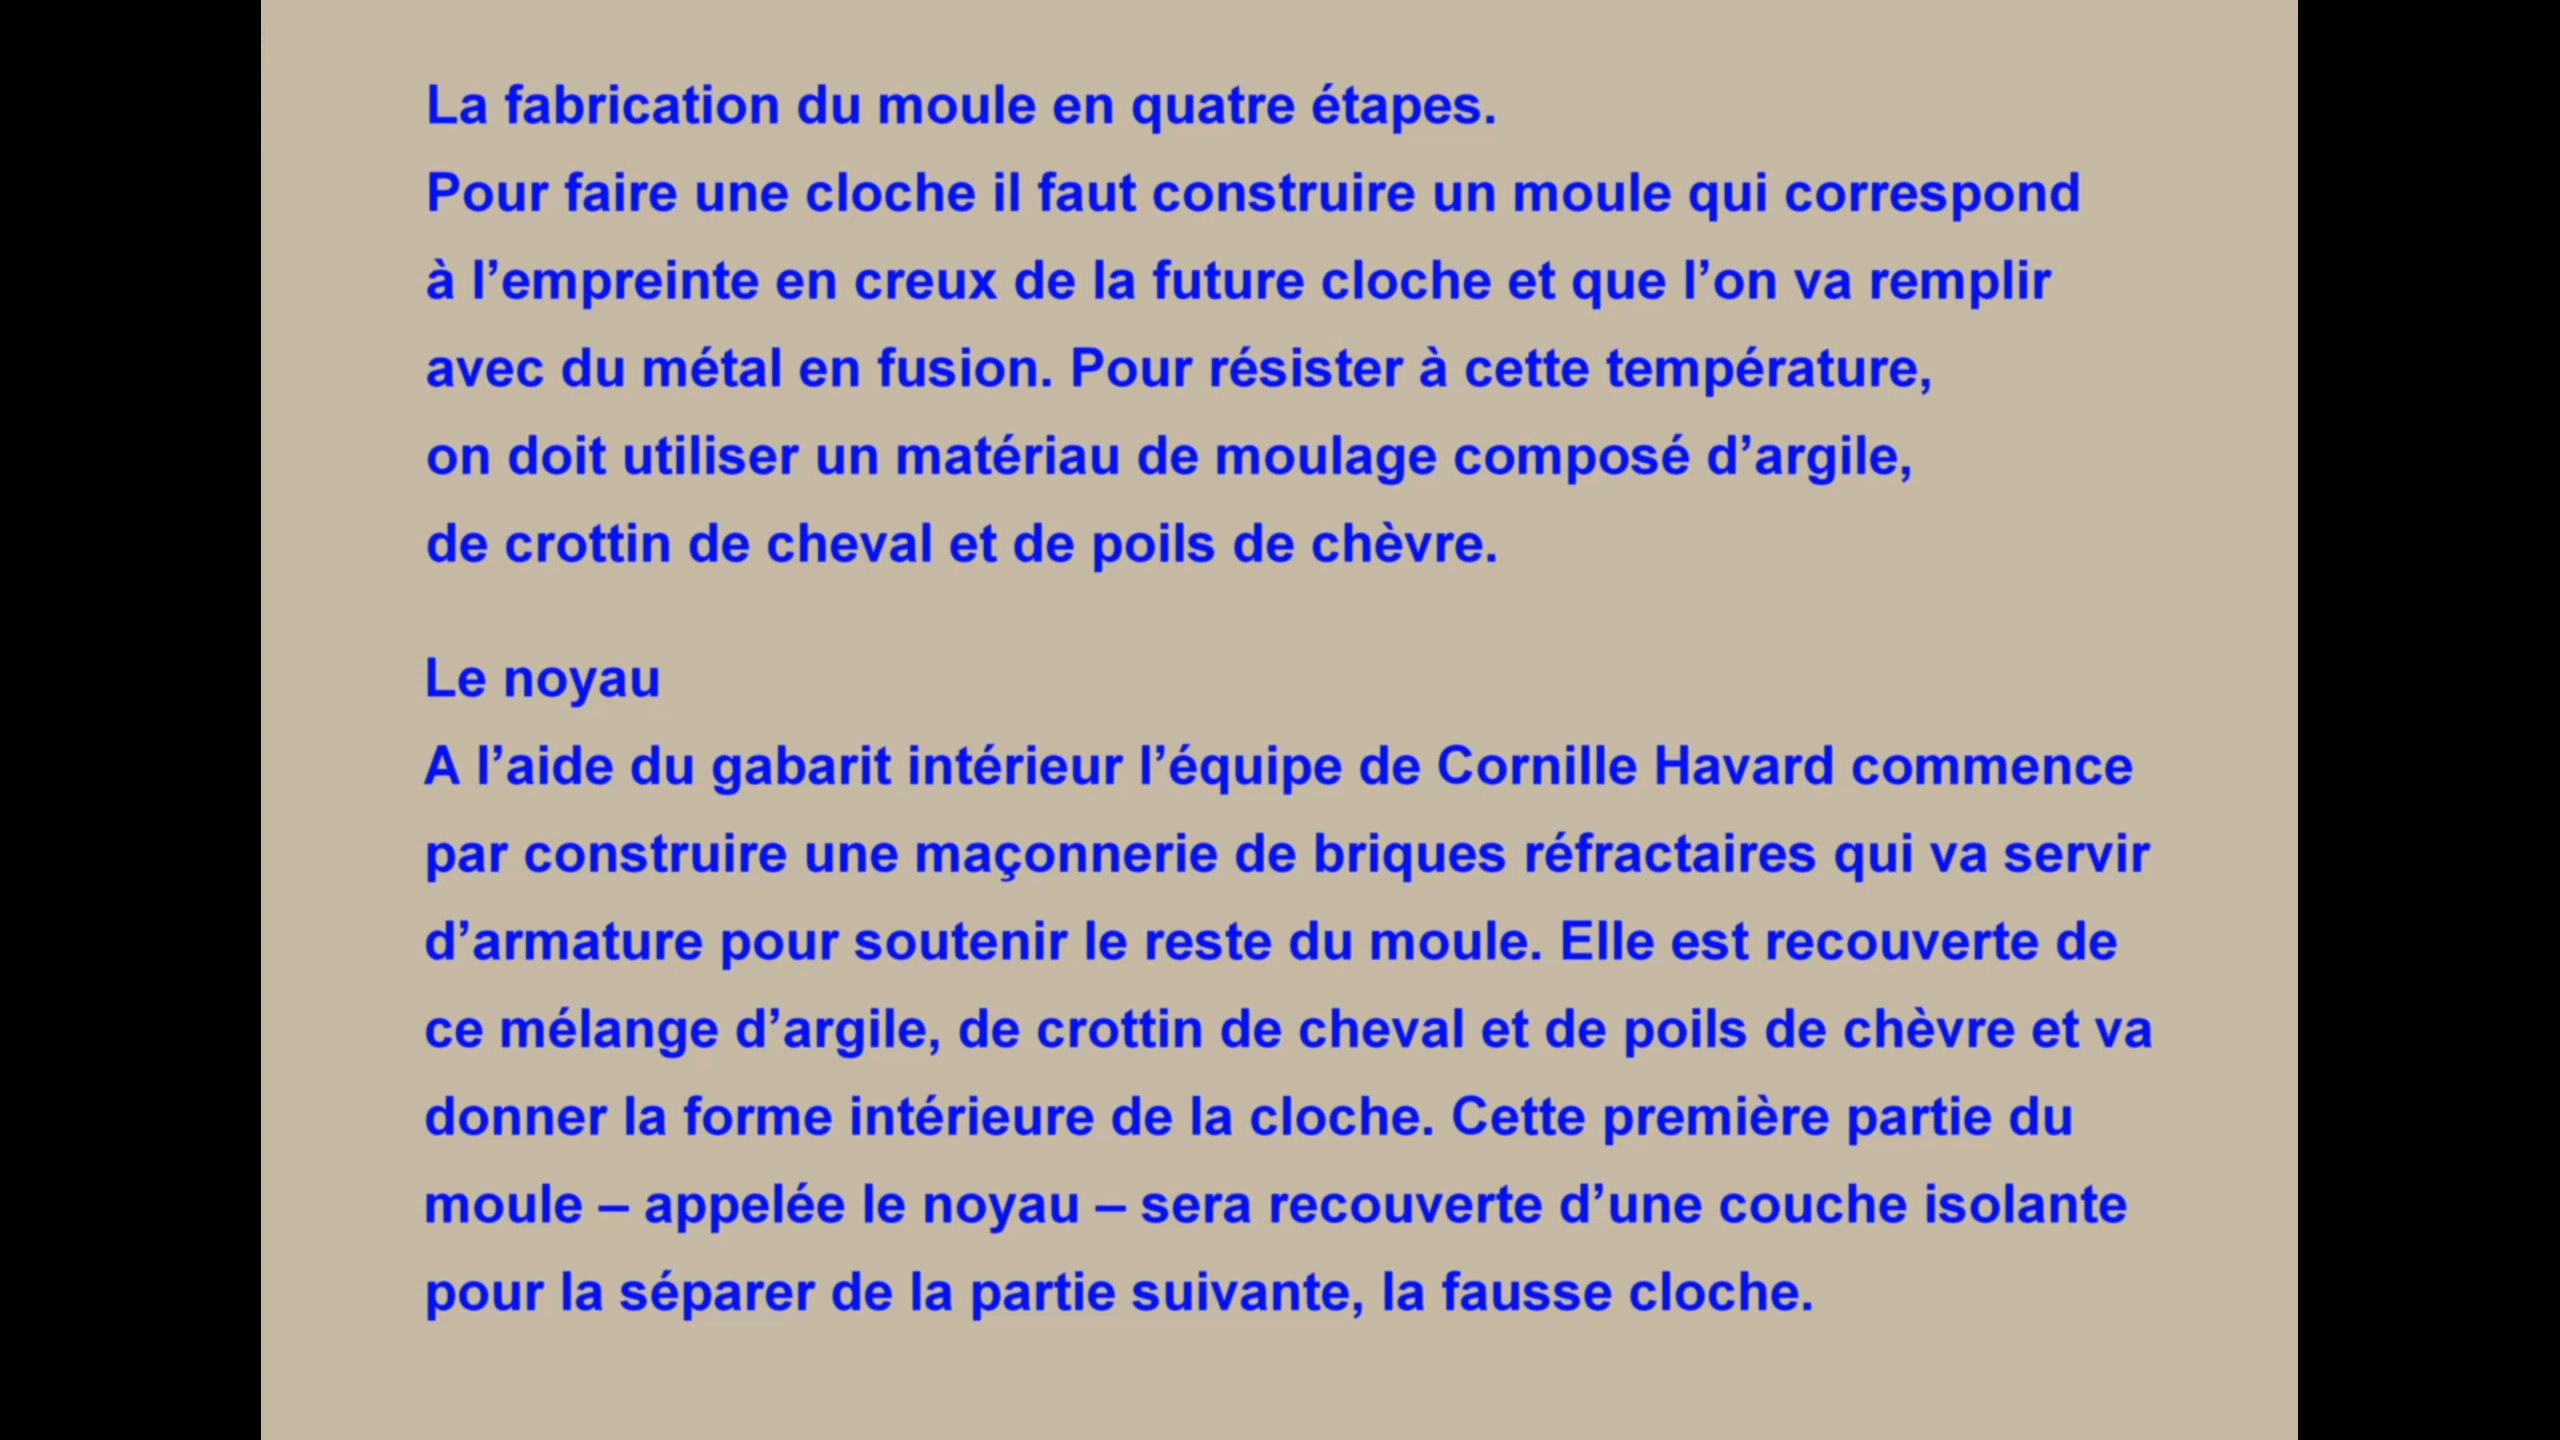 La fabrication du moule en quatre étapes.
Pour faire une cloche il faut construire un moule qui correspond
à l’empreinte en creux de la future cloche et que l’on va remplir
avec du métal en fusion. Pour résister à cette température,
on doit utiliser un matériau de moulage composé d’argile,
de crottin de cheval et de poils de chèvre.
Le noyau
A l’aide du gabarit intérieur l’équipe de Cornille Havard commence
par construire une maçonnerie de briques réfractaires qui va servir
d’armature pour soutenir le reste du moule. Elle est recouverte de
ce mélange d’argile, de crottin de cheval et de poils de chèvre et va
donner la forme intérieure de la cloche. Cette première partie du
moule – appelée le noyau – sera recouverte d’une couche isolante
pour la séparer de la partie suivante, la fausse cloche.